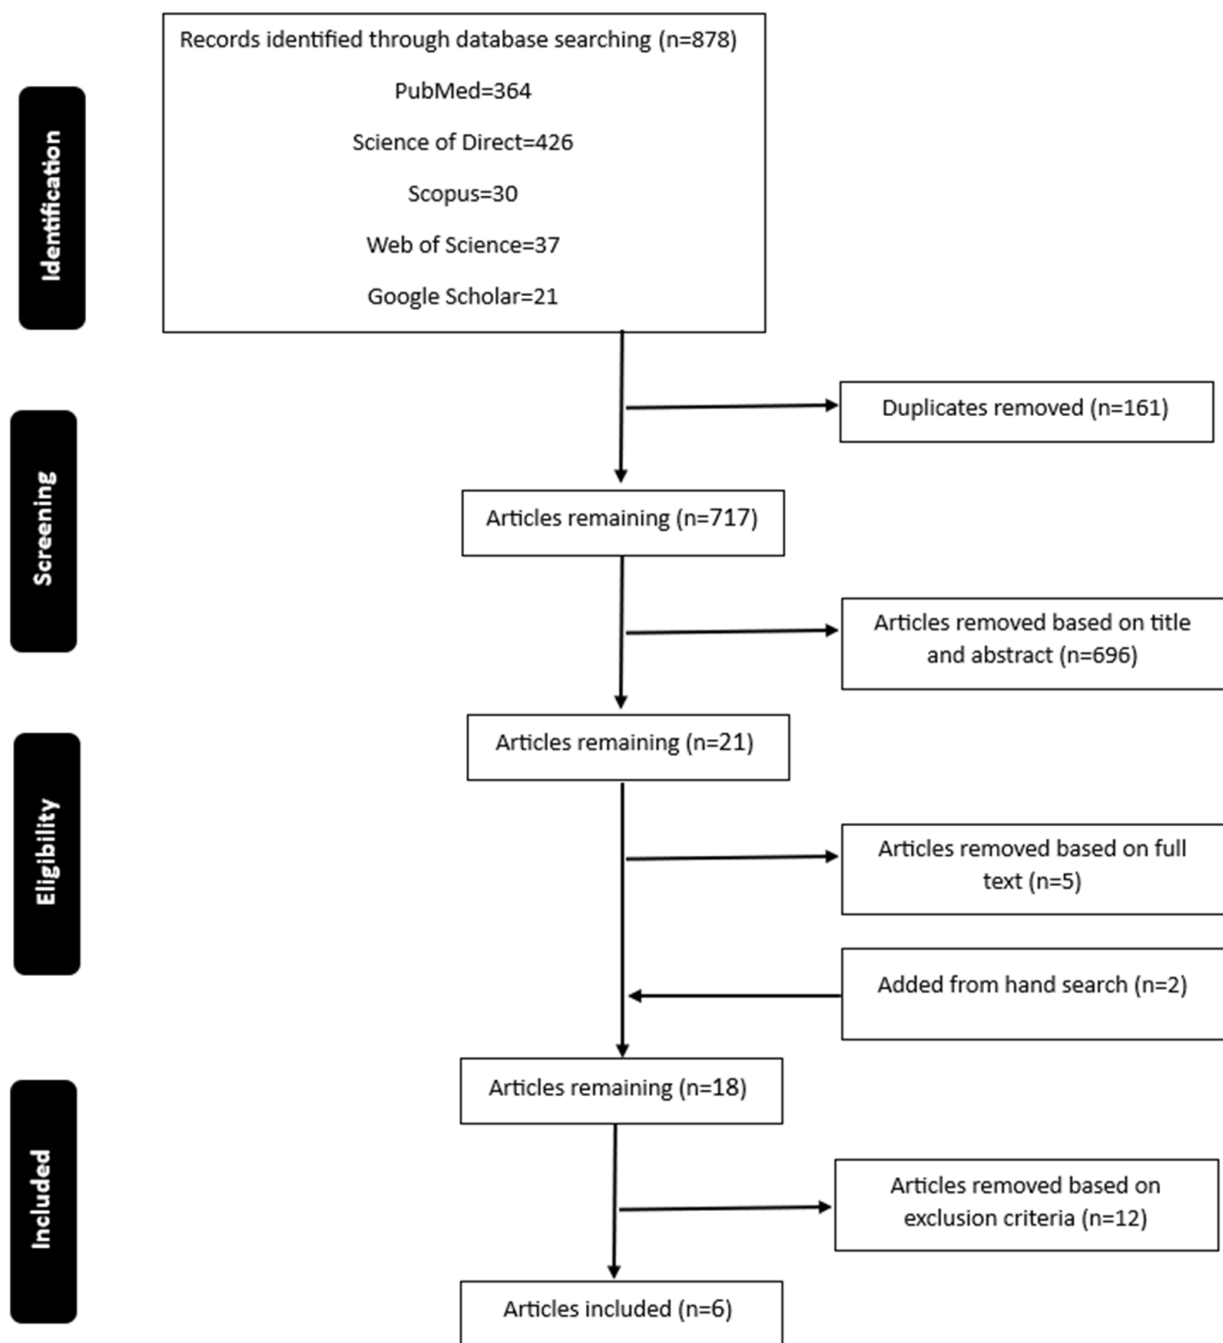 Identification
Records identified through database searching (n=878)
PubMed=364
Science of Direct=426
Scopus=30
Web of Science=37
Google Scholar=21
Duplicates removed (n=161)
Screening
Articles remaining (n=717)
Articles removed based on title
and abstract (n=696)
Articles remaining (n=21)
Eligibility
Articles removed based on full
text (n=5)
Added from hand search (n=2)
Articles remaining (n=18)
Included
Articles removed based on
exclusion criteria (n=12)
Articles included (n=6)